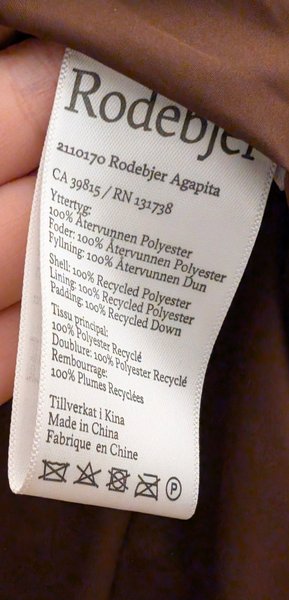 Rodebjer
2110170 Rodebjer Agapita
CA 39815 / RN 131738
Yttertyg:
100% Återvunnen Polyester
Foder: 100% Återvunnen Polyester
Fyllning: 100% Återvunnen Dun
Shell: 100% Recycled Polyester
Lining: 100% Recycled Polyester
Padding: 100% Recycled Down
Tissu principal:
100% Polyester Recyclé
Doublure: 100% Polyester Recyclé
Rembourrage:
100% Plumes Recyclées
Tillverkat i Kina
Made in China
Fabrique en Chine
P